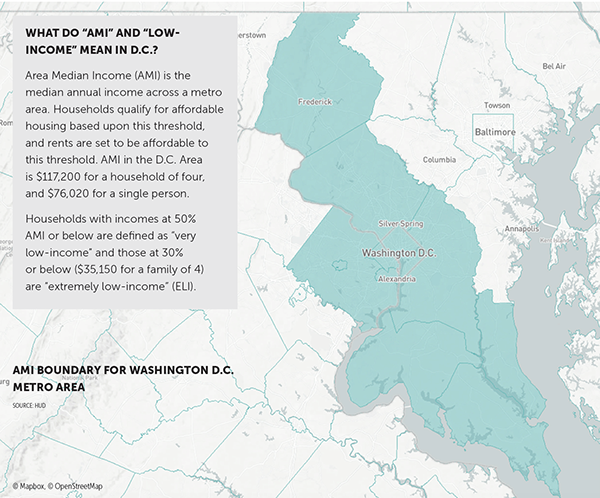 WHAT DO “AMI” AND “LOW-
INCOME” MEAN IN D.C.?
Area Median Income (AMI) is the
median annual income across a metro
area. Households qualify for affordable
housing based upon this threshold,
and rents are set to be affordable to
this threshold. AMI in the D.C. Area
is $117,200 for a household of four,
and $76,020 for a single person.
Households with incomes at 50%
AMI or below are defined as “very
low-income” and those at 30%
or below ($35,150 for a family of 4)
are “extremely low-income” (ELI).
AMI BOUNDARY FOR WASHINGTON D.C.
METRO AREA
SOURCE: HUD
© Mapbox, © OpenStreetMap
erstown
Frederick
Bel Air
Towson
Baltimore
Columbia
Silver Spring
Annapolis
Kent Island
Washington D.C.
Alexandria